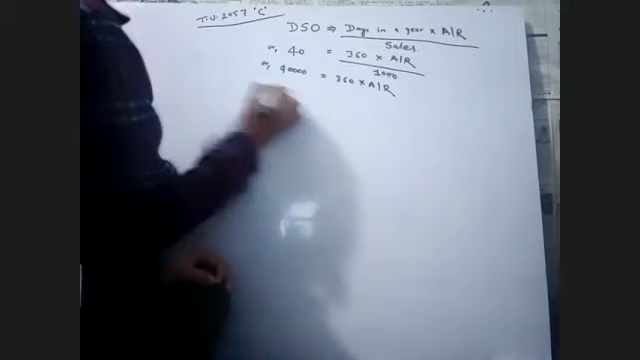 T.U. 2057 'C'
DSO ⇒ Days in a year × A/R
Sales
or, 40 = 360 × A/R
1000
or, 40000 = 360 × A/R